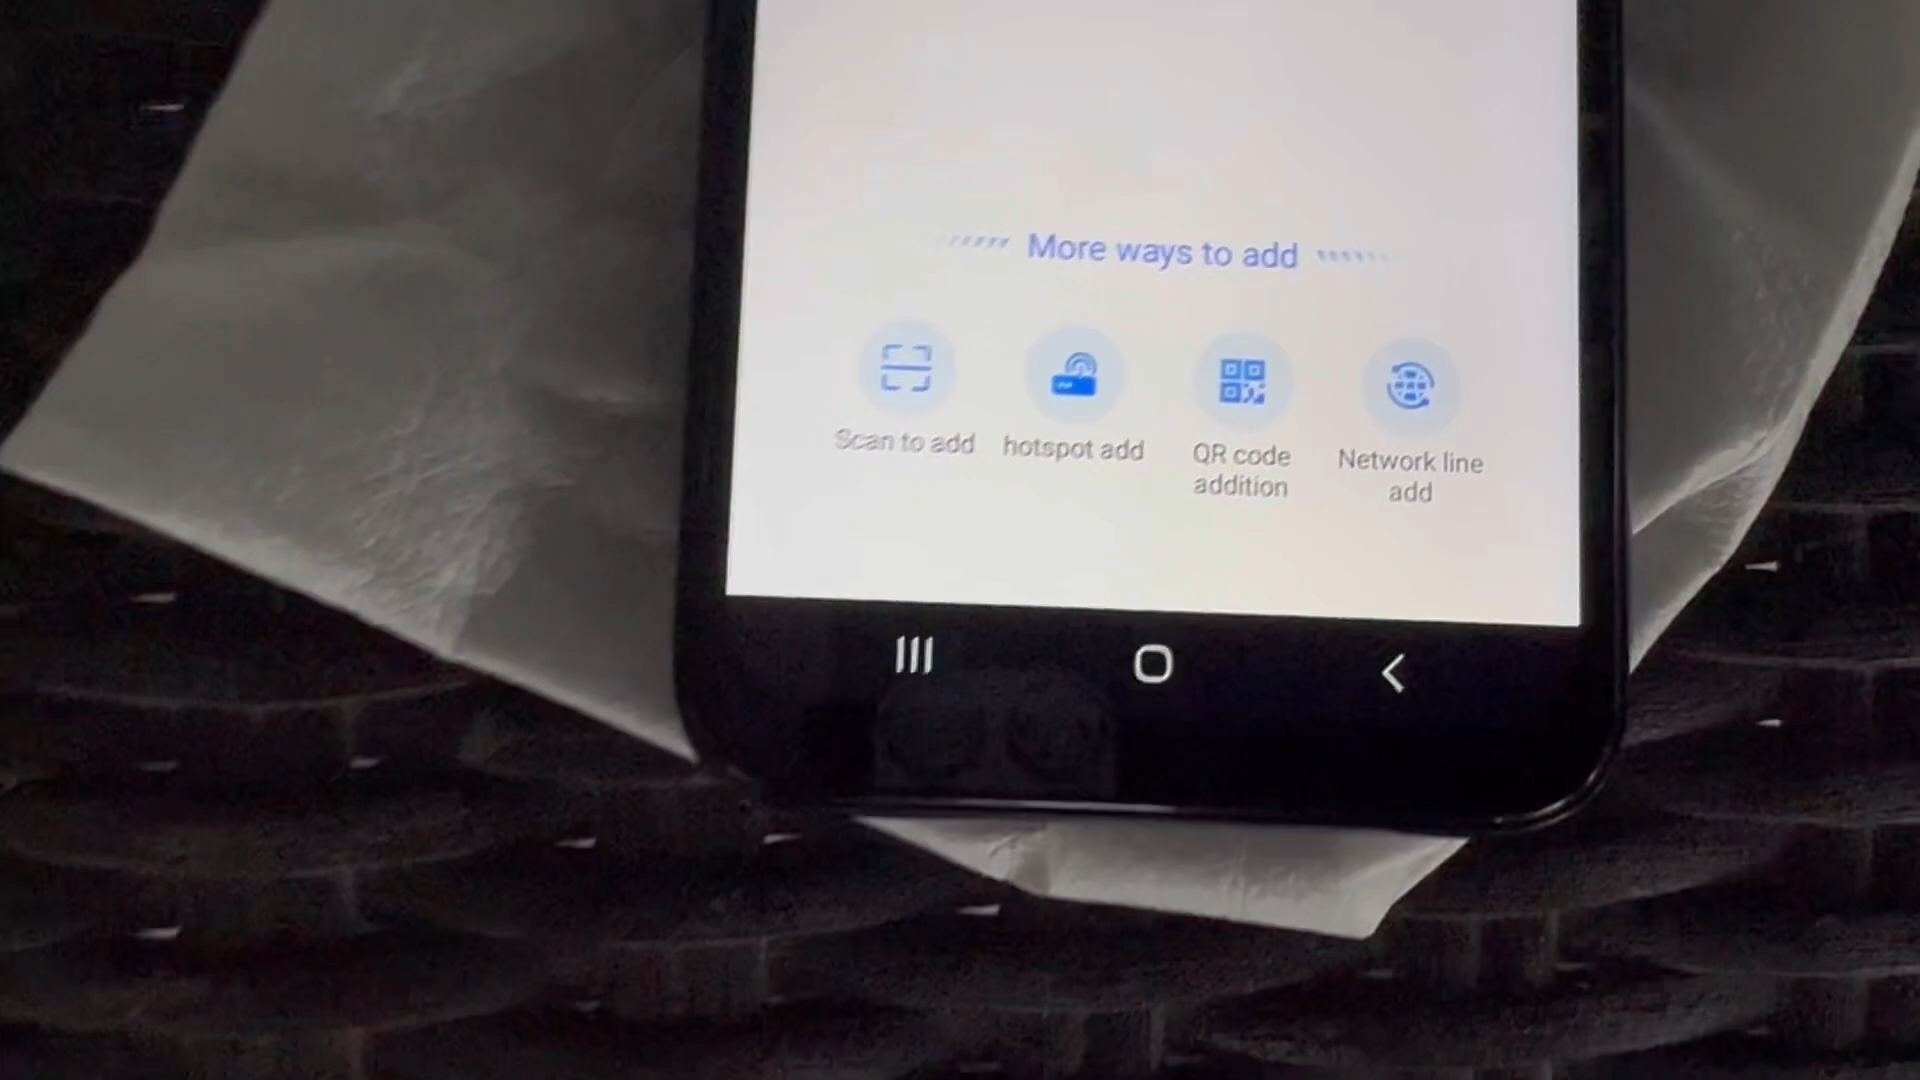 More ways to add
Scan to add
hotspot add
QR code
addition
Network line
add